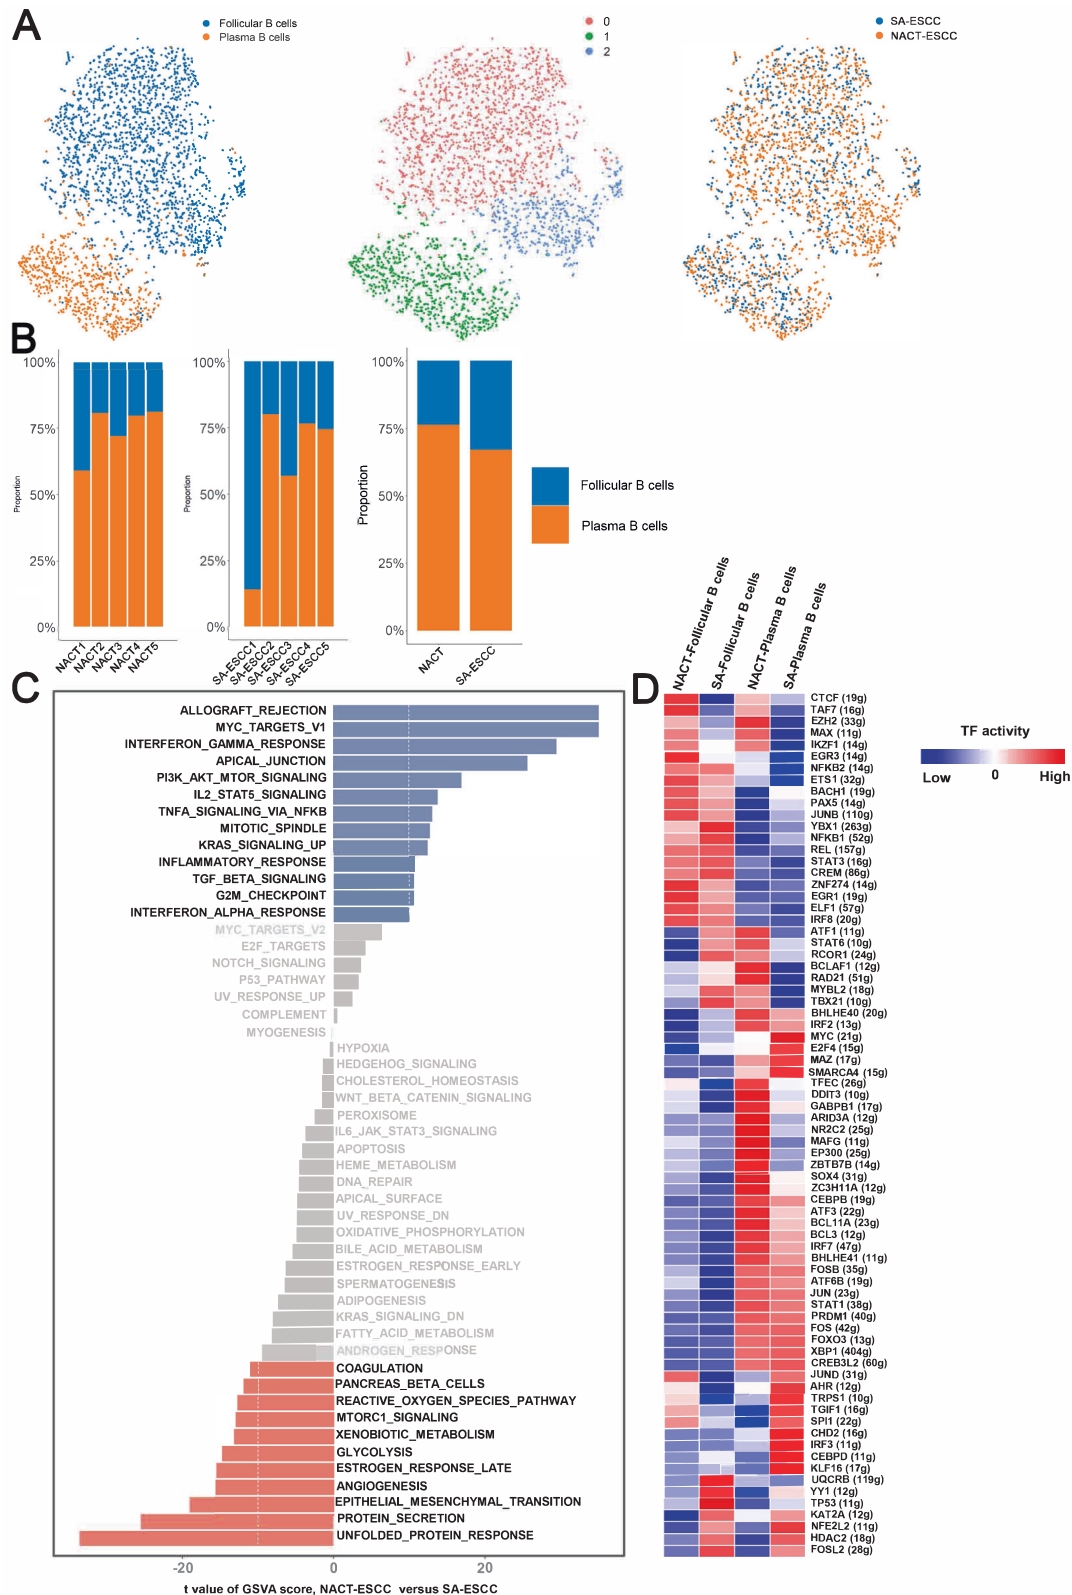 A
Follicular B cells
Plasma B cells
0
1
2
SA-ESCC
NACT-ESCC
B
100%
75%
50%
25%
0%
Proportion
NACT1
NACT2
NACT3
NACT4
NACT5
100%
75%
50%
25%
0%
Proportion
SA-ESCC1
SA-ESCC2
SA-ESCC3
SA-ESCC4
SA-ESCC5
100%
75%
50%
25%
0%
Proportion
NACT
SA-ESCC
Follicular B cells
Plasma B cells
C
ALLOGRAFT_REJECTION
MYC_TARGETS_V1
INTERFERON_GAMMA_RESPONSE
APICAL_JUNCTION
PI3K_AKT_MTOR_SIGNALING
IL2_STAT5_SIGNALING
TNFA_SIGNALING_VIA_NFKB
MITOTIC_SPINDLE
KRAS_SIGNALING_UP
INFLAMMATORY_RESPONSE
TGF_BETA_SIGNALING
G2M_CHECKPOINT
INTERFERON_ALPHA_RESPONSE
MYC_TARGETS_V2
E2F_TARGETS
NOTCH_SIGNALING
P53_PATHWAY
UV_RESPONSE_UP
COMPLEMENT
MYOGENESIS
HYPOXIA
HEDGEHOG_SIGNALING
CHOLESTEROL_HOMEOSTASIS
WNT_BETA_CATENIN_SIGNALING
PEROXISOME
IL6_JAK_STAT3_SIGNALING
APOPTOSIS
HEME_METABOLISM
DNA_REPAIR
APICAL_SURFACE
UV_RESPONSE_DN
OXIDATIVE_PHOSPHORYLATION
BILE_ACID_METABOLISM
ESTROGEN_RESPONSE_EARLY
SPERMATOGENESIS
ADIPOGENESIS
KRAS_SIGNALING_DN
FATTY_ACID_METABOLISM
ANDROGEN_RESPONSE
COAGULATION
PANCREAS_BETA_CELLS
REACTIVE_OXYGEN_SPECIES_PATHWAY
MTORC1_SIGNALING
XENOBIOTIC_METABOLISM
GLYCOLYSIS
ESTROGEN_RESPONSE_LATE
ANGIOGENESIS
EPITHELIAL_MESENCHYMAL_TRANSITION
PROTEIN_SECRETION
UNFOLDED_PROTEIN_RESPONSE
-20
0
20
t value of GSVA score, NACT-ESCC versus SA-ESCC
D
NACT-Follicular B cells
SA-Follicular B cells
NACT-Plasma B cells
SA-Plasma B cells
CTCF (19g)
TAF7 (16g)
EZH2 (33g)
MAX (11g)
IKZF1 (14g)
EGR3 (14g)
NFKB2 (14g)
ETS1 (32g)
BACH1 (19g)
PAX5 (14g)
JUNB (110g)
YBX1 (263g)
NFKB1 (52g)
REL (157g)
STAT3 (16g)
CREM (86g)
ZNF274 (14g)
EGR1 (19g)
ELF1 (57g)
IRF8 (20g)
ATF1 (11g)
STAT6 (10g)
RCOR1 (24g)
BCLAF1 (12g)
RAD21 (51g)
MYBL2 (18g)
TBX21 (10g)
BHLHE40 (20g)
IRF2 (13g)
MYC (21g)
E2F4 (15g)
MAZ (17g)
SMARCA4 (15g)
TFEC (26g)
DDIT3 (10g)
GABPB1 (17g)
ARID3A (12g)
NR2C2 (25g)
MAFG (11g)
EP300 (25g)
ZBTB7B (14g)
SOX4 (31g)
ZC3H11A (12g)
CEBPB (19g)
ATF3 (22g)
BCL11A (23g)
BCL3 (12g)
IRF7 (47g)
BHLHE41 (11g)
FOSB (35g)
ATF6B (19g)
JUN (23g)
STAT1 (38g)
PRDM1 (40g)
FOS (42g)
FOXO3 (13g)
XBP1 (404g)
CREB3L2 (60g)
JUND (31g)
AHR (12g)
TRPS1 (10g)
TGIF1 (16g)
SPI1 (22g)
CHD2 (16g)
IRF3 (11g)
CEBPD (11g)
KLF16 (17g)
UQCRB (119g)
YY1 (12g)
TP53 (11g)
KAT2A (12g)
NFE2L2 (11g)
HDAC2 (18g)
FOSL2 (28g)
TF activity
Low
0
High